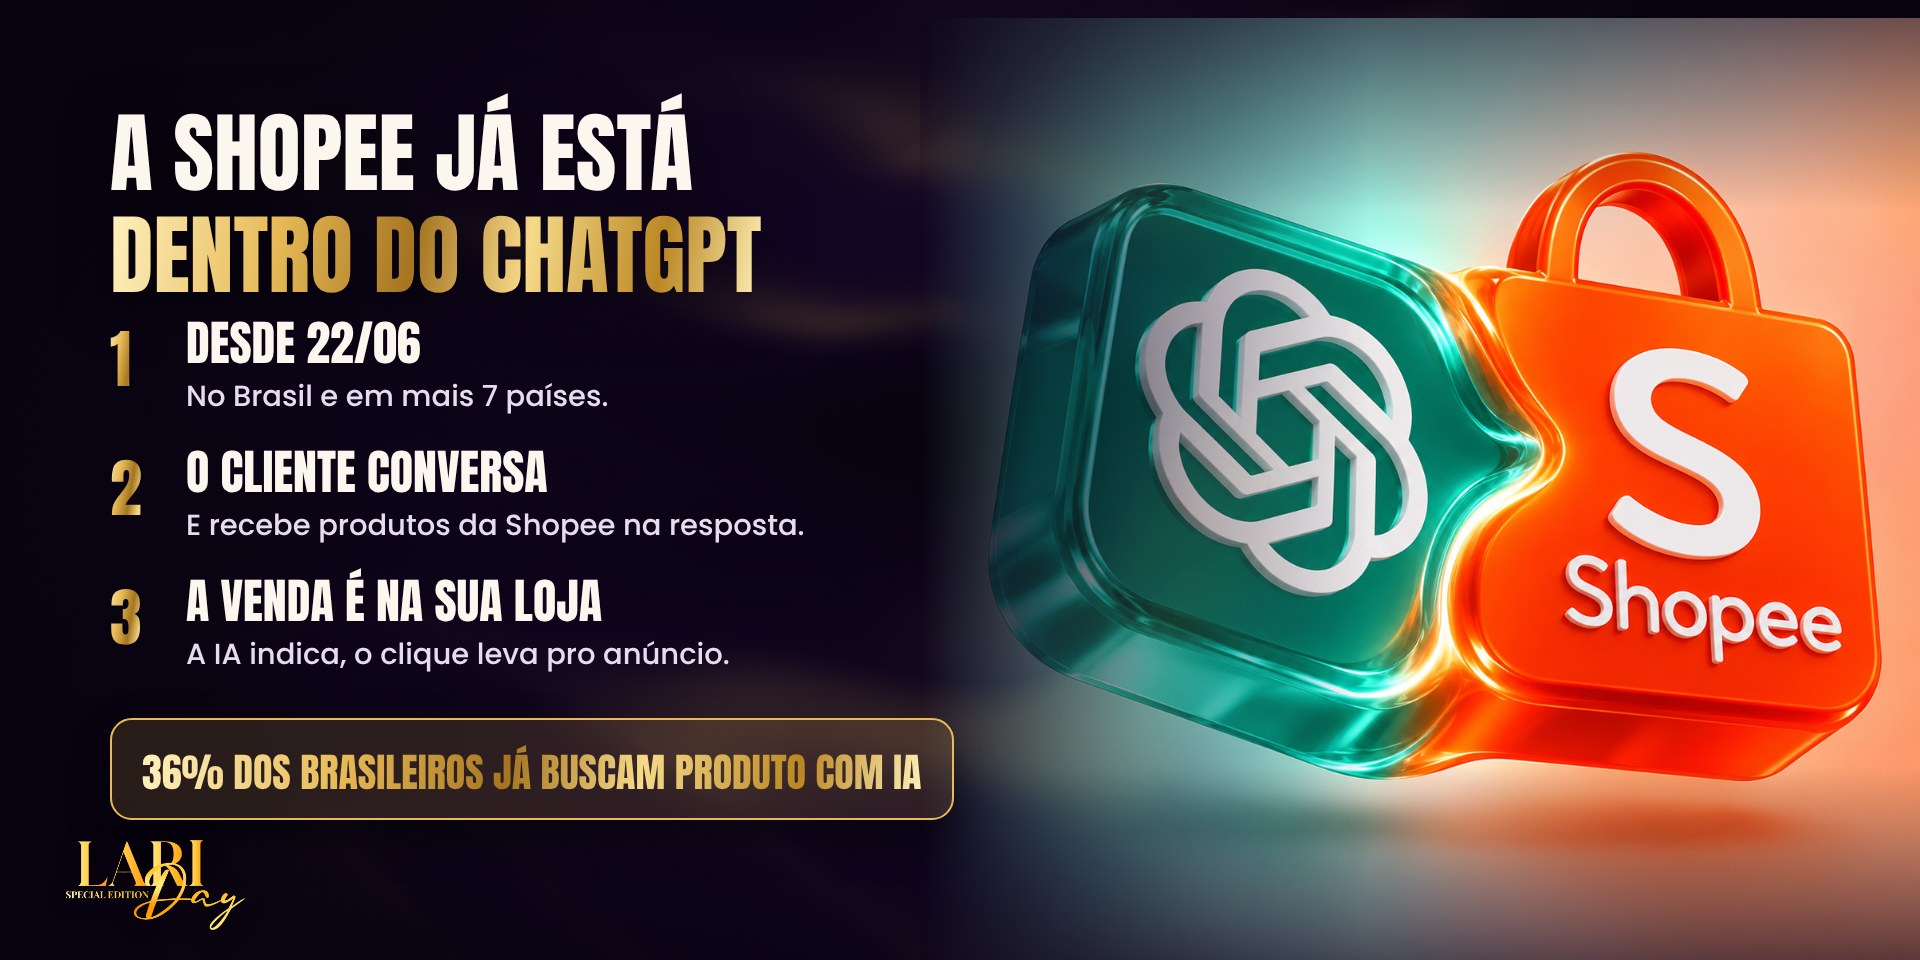 A SHOPEE JÁ ESTÁ
DENTRO DO CHATGPT
1 DESDE 22/06
No Brasil e em mais 7 países.
2 O CLIENTE CONVERSA
E recebe produtos da Shopee na resposta.
3 A VENDA É NA SUA LOJA
A IA indica, o clique leva pro anúncio.
36% DOS BRASILEIROS JÁ BUSCAM PRODUTO COM IA
LABI
SPECIAL EDITION Day
S
Shopee